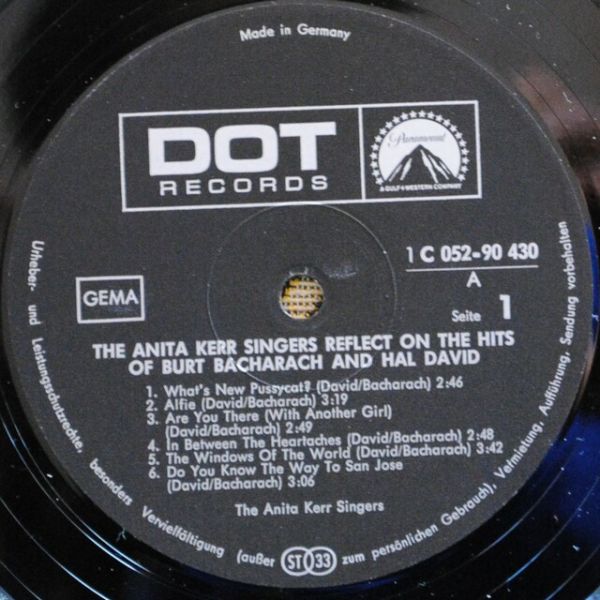 Made in Germany
DOT
RECORDS
Paramount
A GULF+WESTERN COMPANY
1 C 052-90 430
A
Seite 1
GEMA
THE ANITA KERR SINGERS REFLECT ON THE HITS
OF BURT BACHARACH AND HAL DAVID
1. What's New Pussycat? (David/Bacharach) 2:46
2. Alfie (David/Bacharach) 3:19
3. Are You There (With Another Girl)
(David/Bacharach) 2:49
4. In Between The Heartaches (David/Bacharach) 2:48
5. The Windows Of The World (David/Bacharach) 3:42
6. Do You Know The Way To San Jose
(David/Bacharach) 3:06
The Anita Kerr Singers
Urheber- und Leistungsschutzrechte, besonders Vervielfältigung (außer zum persönlichen Gebrauch), Vermietung, Aufführung, Sendung vorbehalten
ST 33